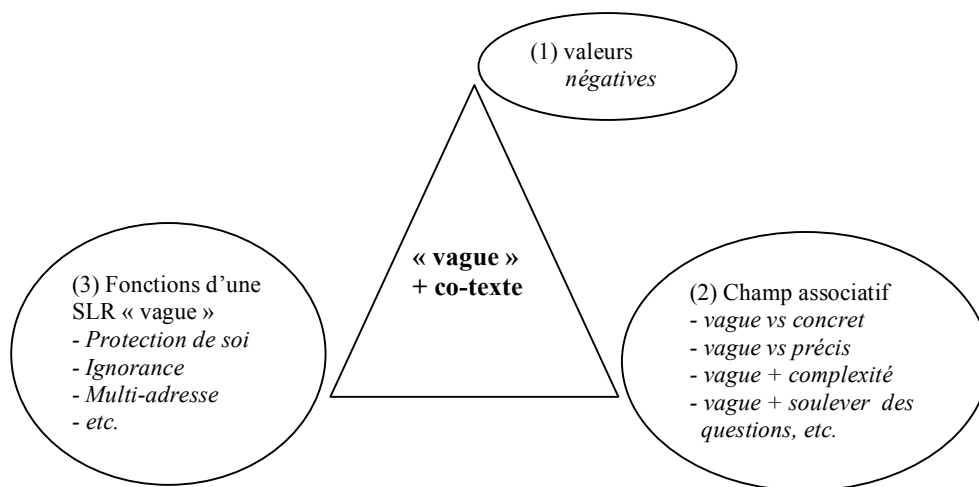 (1) valeurs
négatives
« vague »
+ co-texte
(3) Fonctions d'une
SLR « vague »
- Protection de soi
- Ignorance
- Multi-adresse
- etc.
(2) Champ associatif
- vague vs concret
- vague vs précis
- vague + complexité
- vague + soulever des
questions, etc.